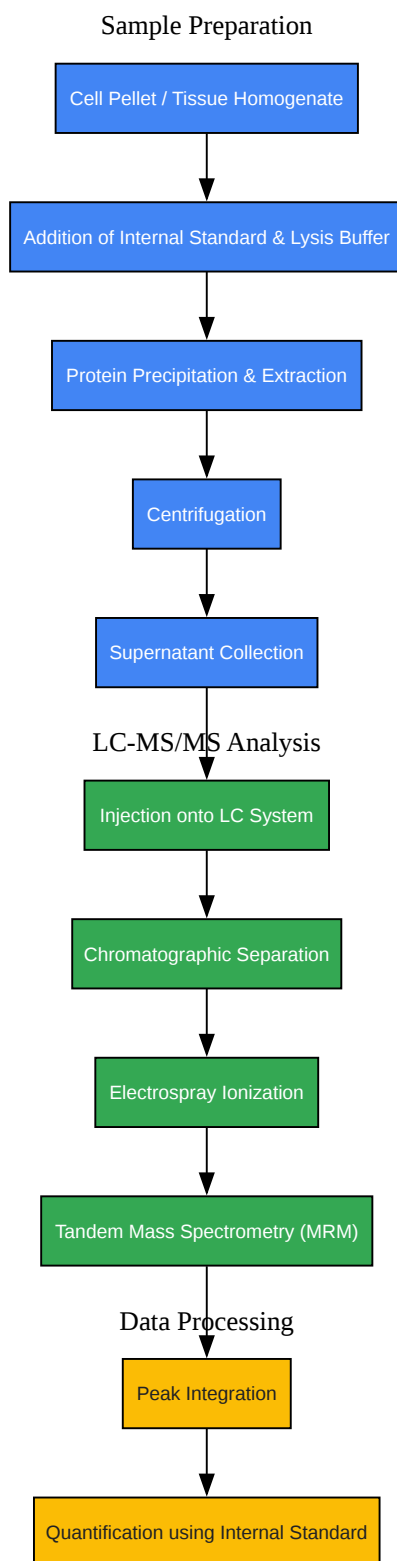 Sample Preparation
Cell Pellet / Tissue Homogenate
Addition of Internal Standard & Lysis Buffer
Protein Precipitation & Extraction
Centrifugation
Supernatant Collection
LC-MS/MS Analysis
Injection onto LC System
Chromatographic Separation
Electrospray Ionization
Tandem Mass Spectrometry (MRM)
Data Processing
Peak Integration
Quantification using Internal Standard